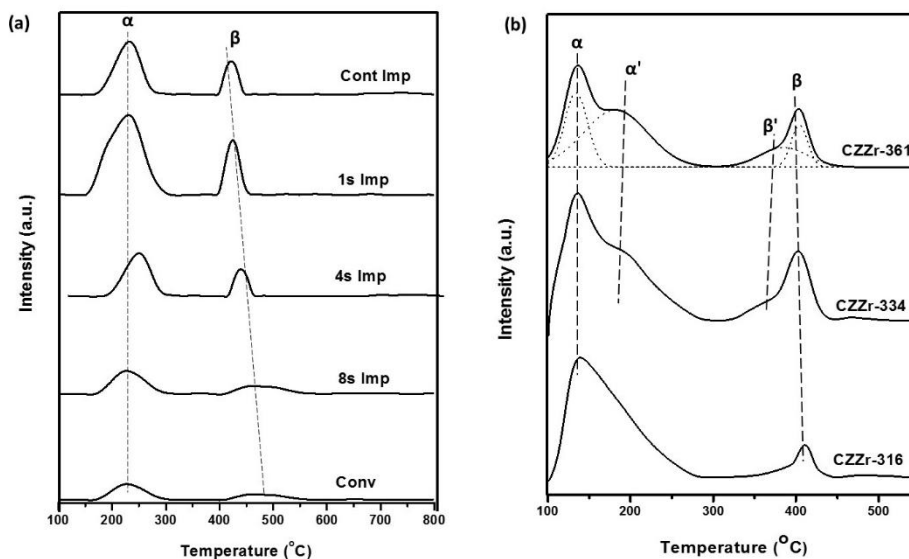 (a)
α
β
Cont Imp
1s Imp
4s Imp
8s Imp
Conv
Intensity (a.u.)
100 200 300 400 500 600 700 800
Temperature (°C)
(b)
α
α'
β'
β
CZZr-361
CZZr-334
CZZr-316
Intensity (a.u.)
100 200 300 400 500
Temperature (°C)